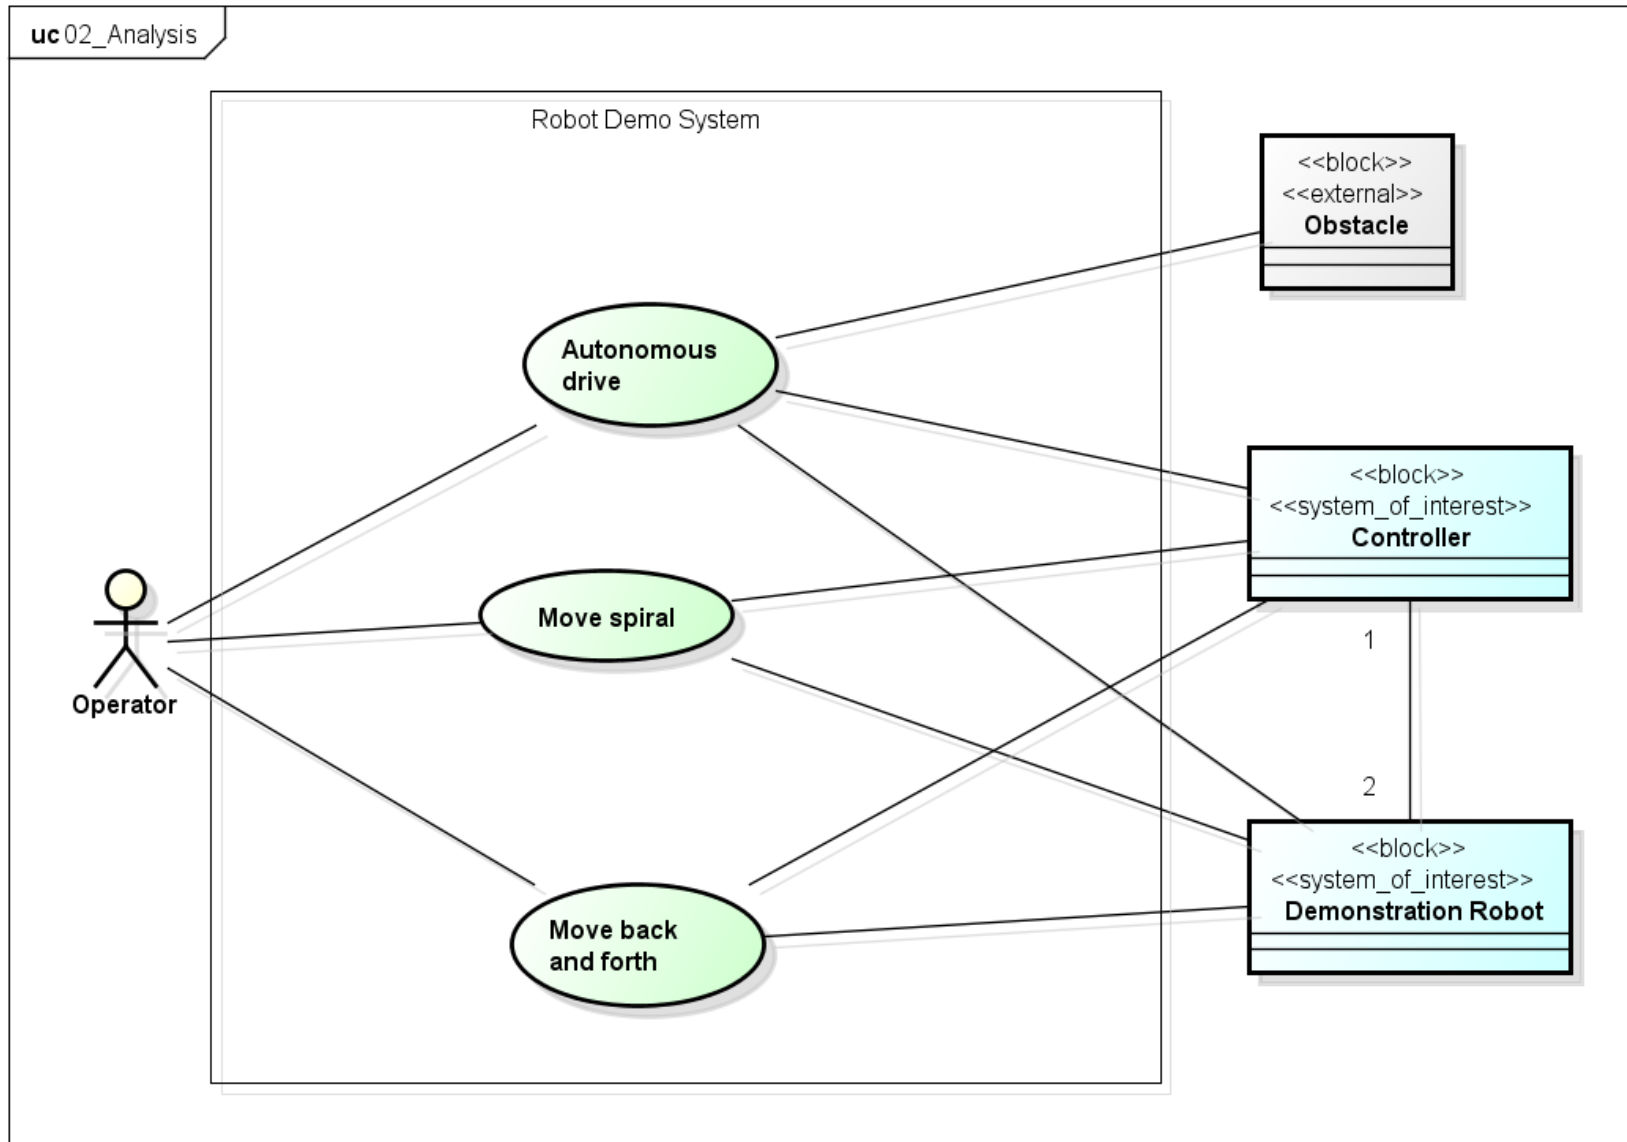 uc 02_Analysis
Robot Demo System
<<block>>
<<external>>
Obstacle
Autonomous
drive
<<block>>
<<system_of_interest>>
Controller
Move spiral
1
Operator
2
<<block>>
<<system_of_interest>>
Demonstration Robot
Move back
and forth